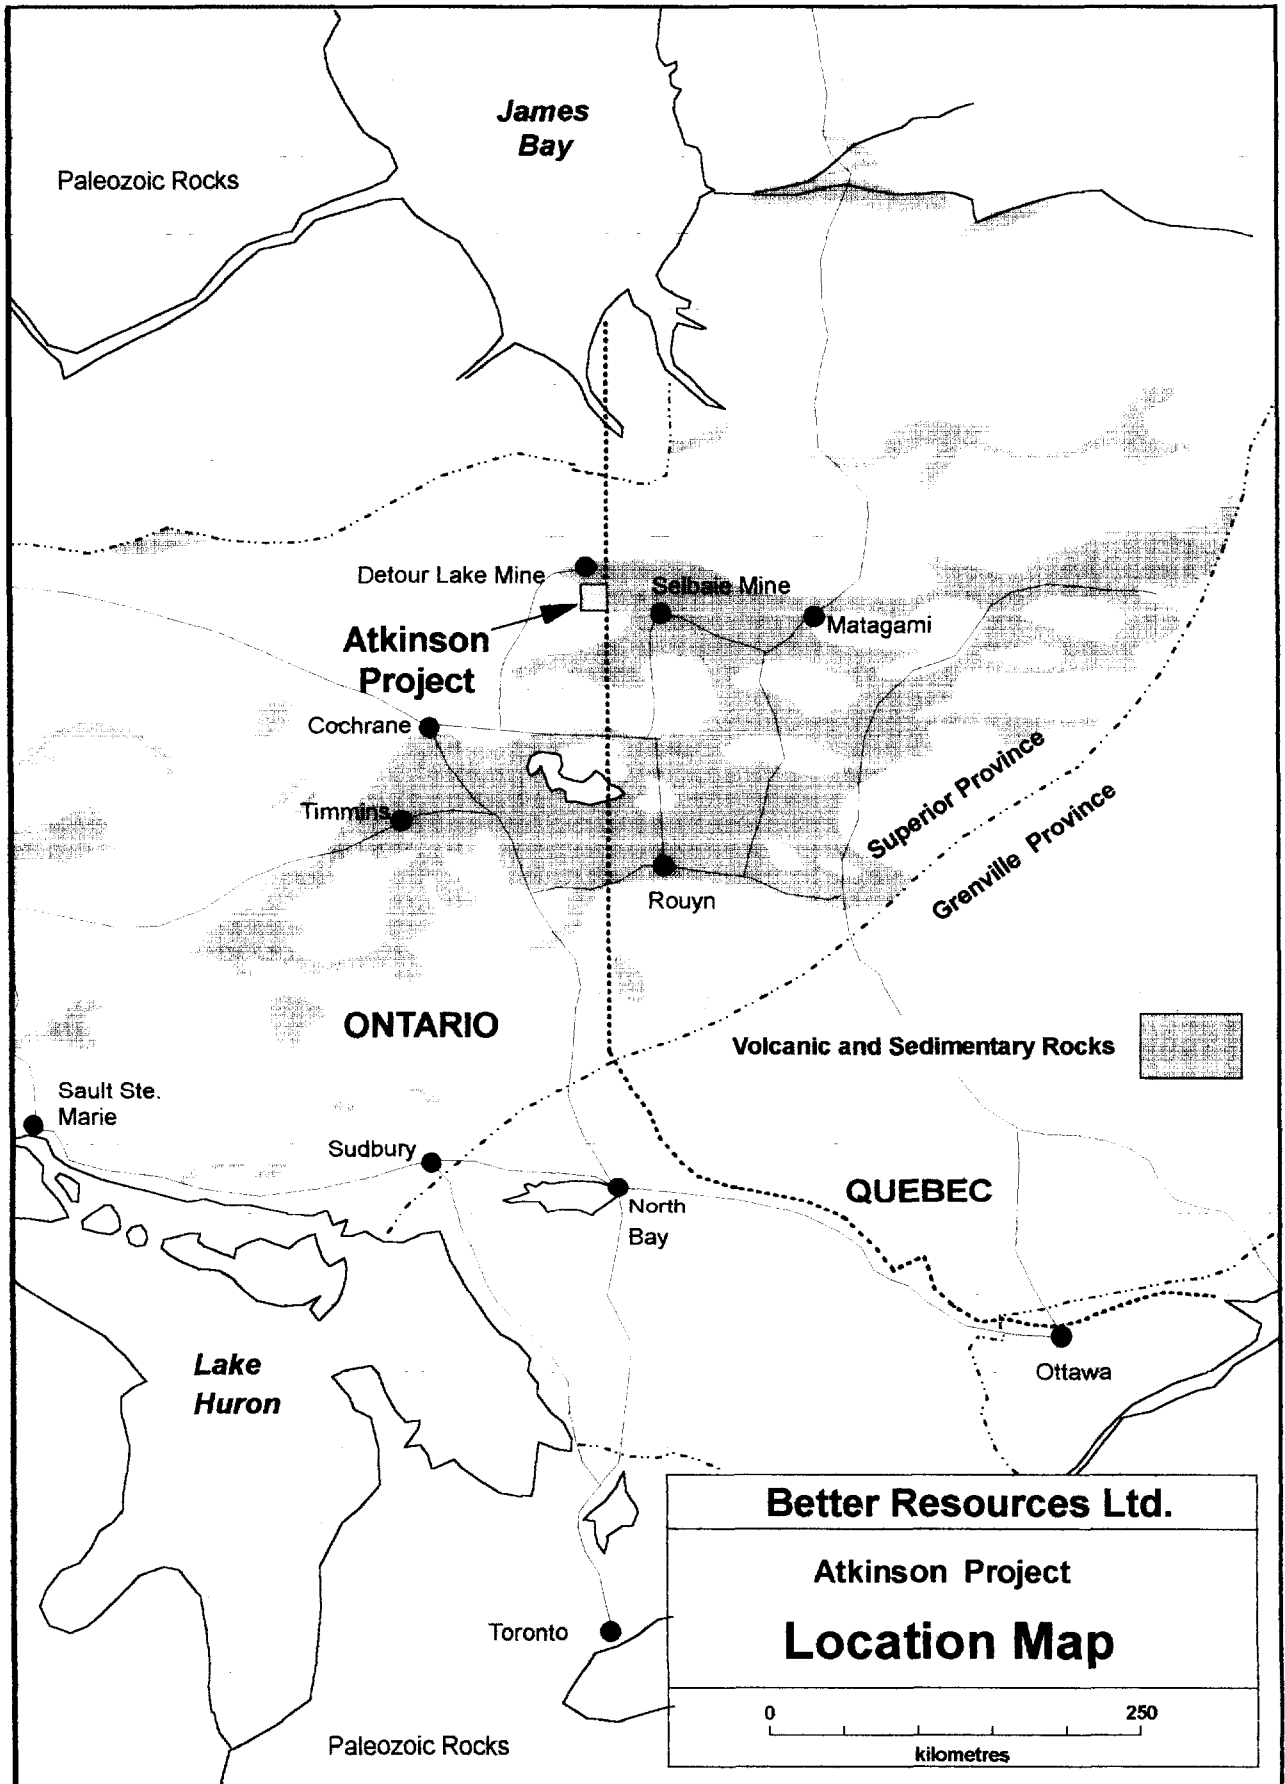 James
Bay
Paleozoic Rocks
Detour Lake Mine
Selbaie Mine
Matagami
Atkinson
Project
Cochrane
Timmins
Superior Province
Grenville Province
Rouyn
ONTARIO
Volcanic and Sedimentary Rocks
Sault Ste.
Marie
Sudbury
QUEBEC
North
Bay
Lake
Huron
Ottawa
Better Resources Ltd.
Atkinson Project
Location Map
Toronto
0 250
kilometres
Paleozoic Rocks